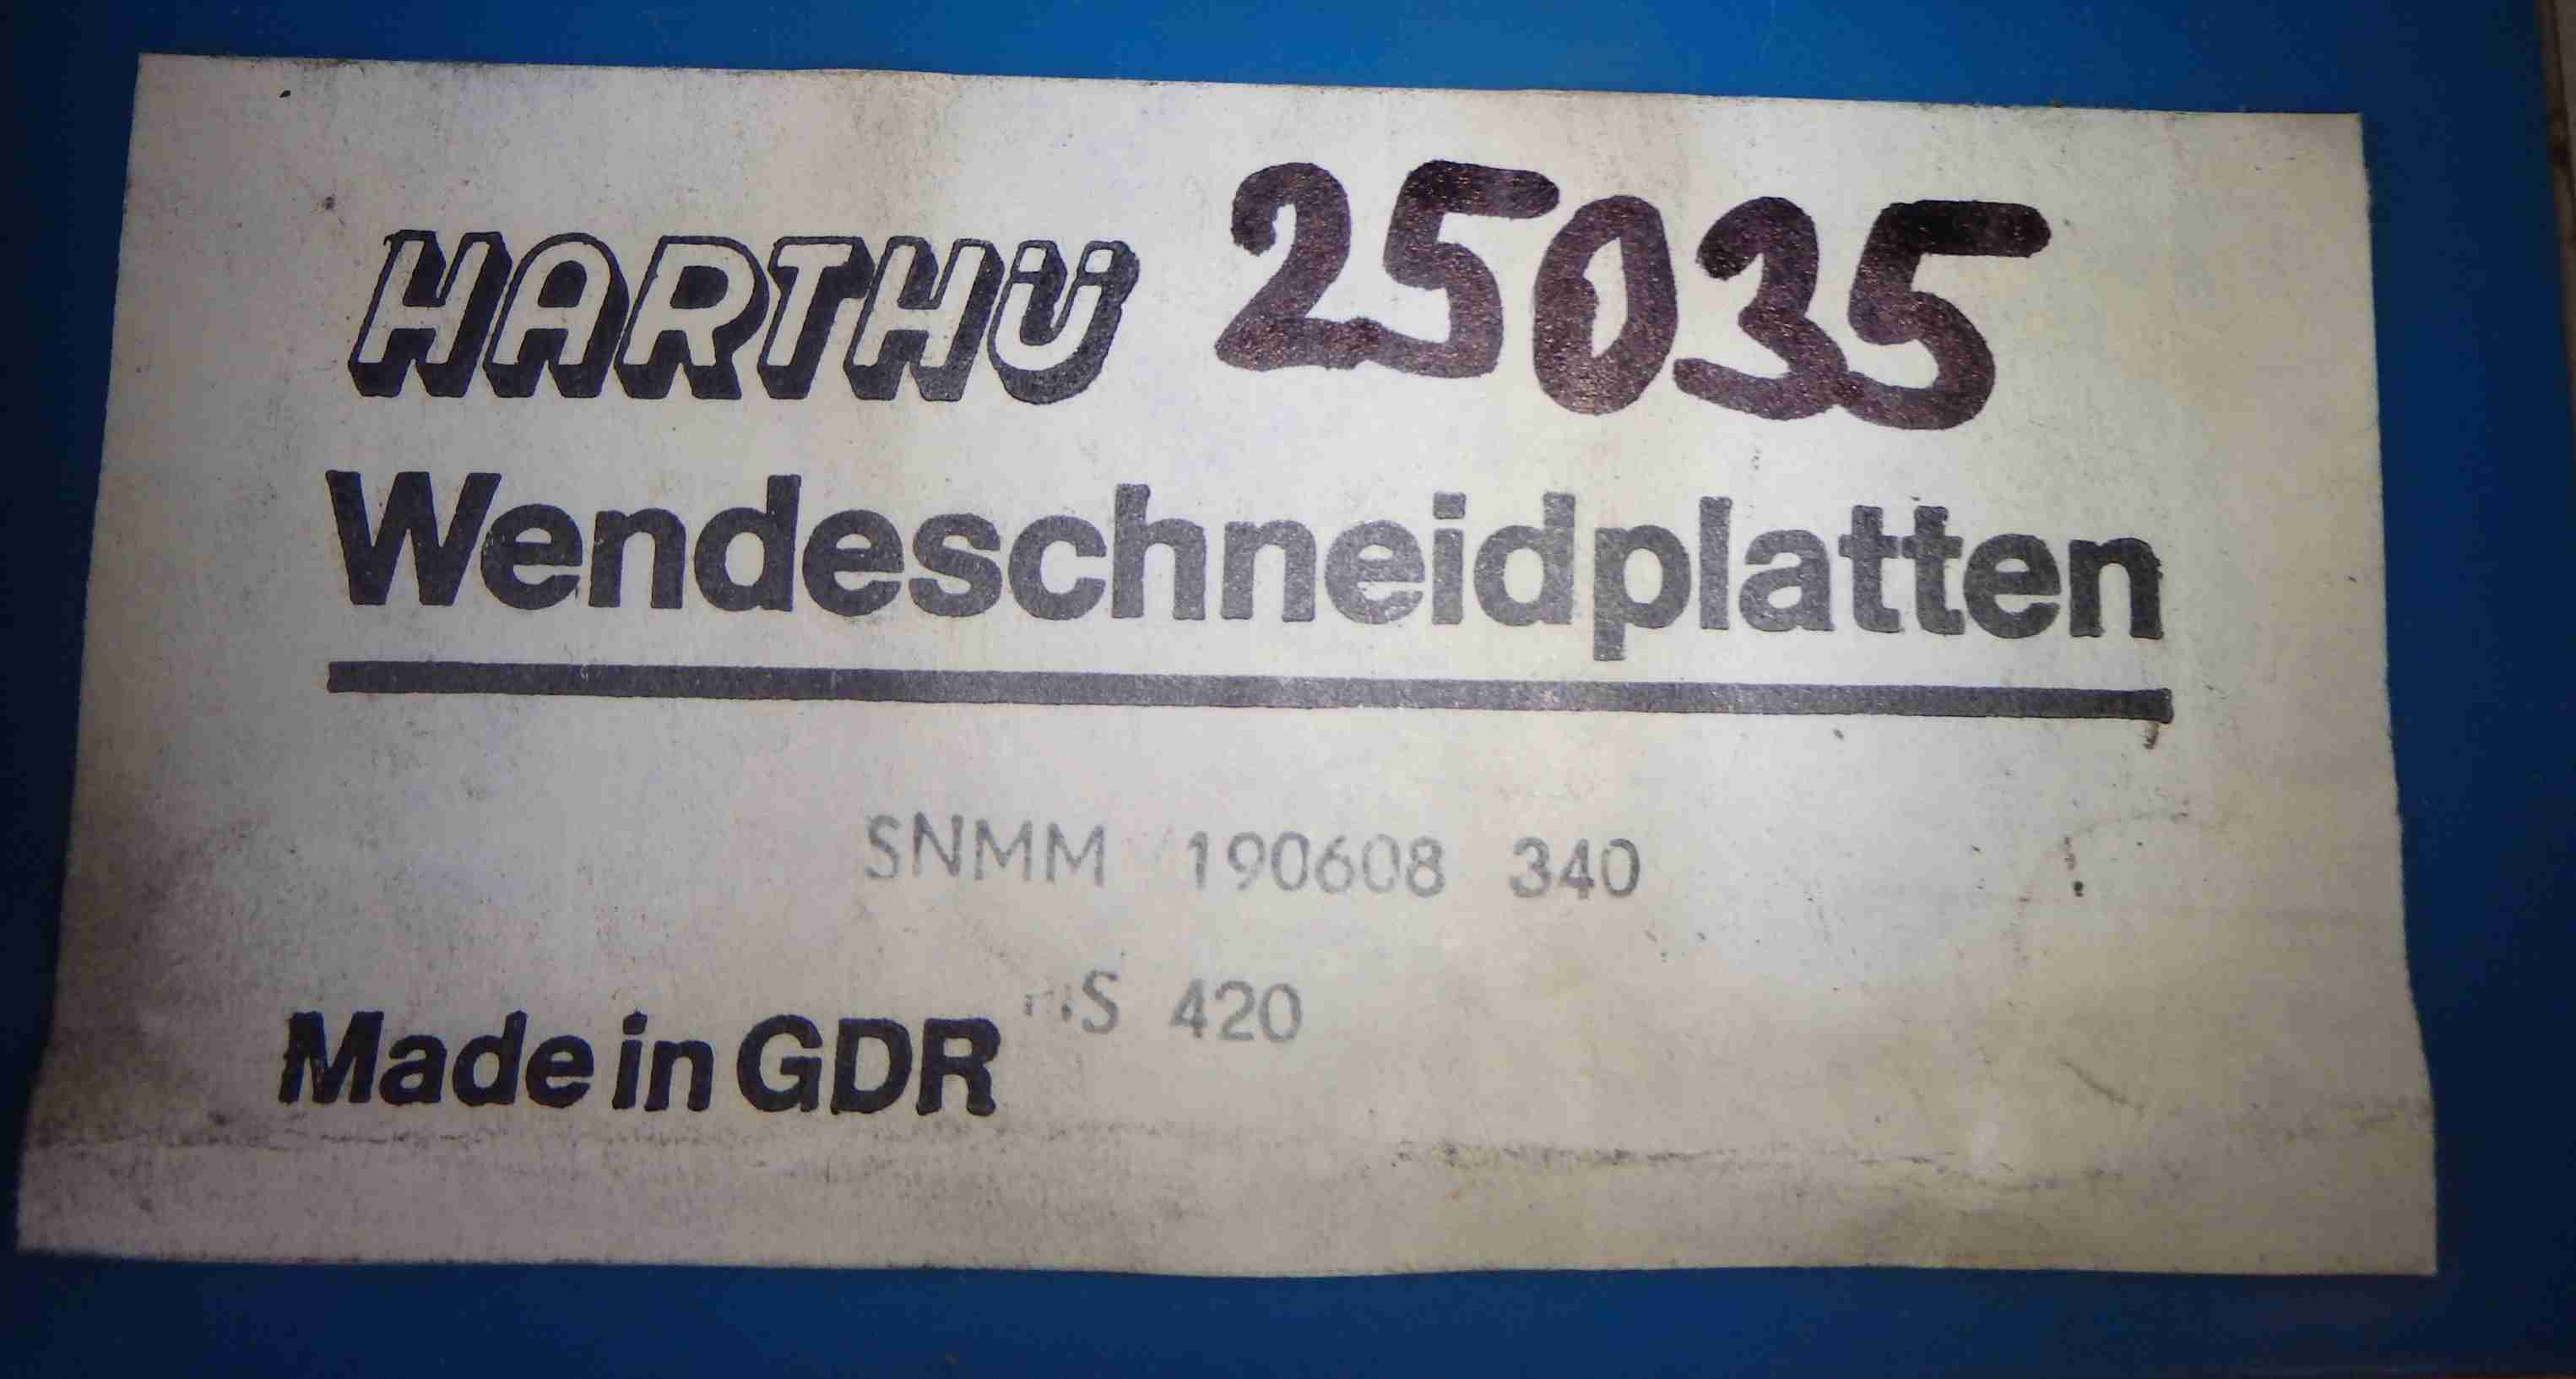 HARTHÜ 25035
Wendeschneidplatten
SNMM 190608 340
420
Made in GDR